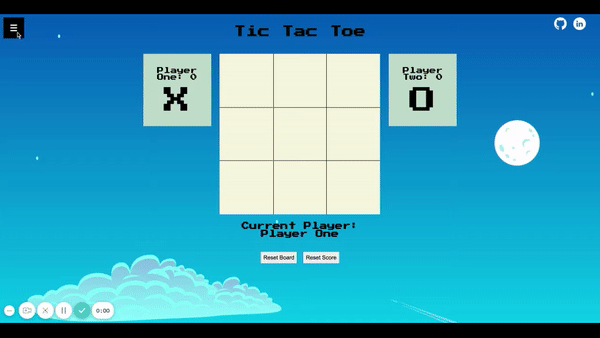 Tic Tac Toe
in
Player
One: 0
X
Player
Two: 0
O
Current Player:
Player One
Reset Board
Reset Score
0:00